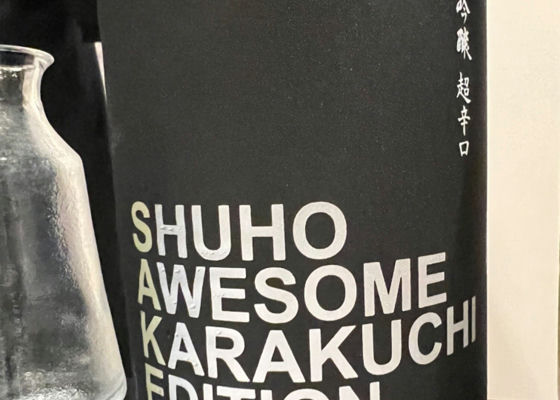 吟醸 超辛口
SHUHO
AWESOME
KARAKUCHI
EDITION